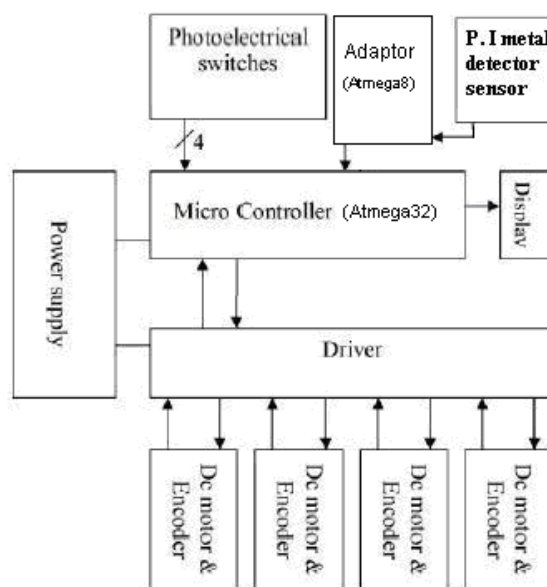 Photoelectrical
switches
Adaptor
(Atmega8)
P. I metal
detector
sensor
4
Micro Controller (Atmega32)
Display
Power supply
Driver
Dc motor &
Encoder
Dc motor &
Encoder
Dc motor &
Encoder
Dc motor &
Encoder